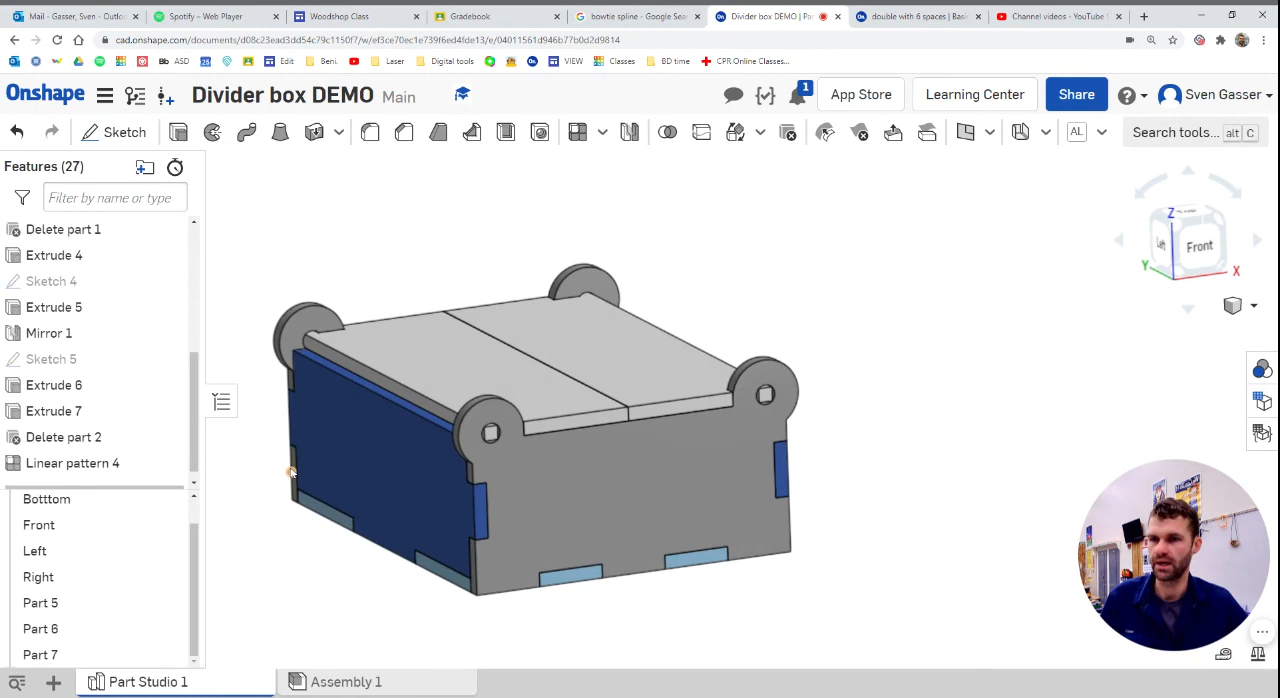 Mail - Gasser, Sven - Outlo
Spotify – Web Player
Woodshop Class
Gradebook
bowtie spline - Google Sea
Divider box DEMO | Pa
double with 6 spaces | Basi
Channel videos - YouTube
cad.onshape.com/documents/d08c23ead3dd54c79c1150f7/w/ef3ce70ec1e739f6ed4fde13/e/04011561d946b77b0d2d9814
Bb ASD
Edit
Beni.
Laser
Digital tools
VIEW
Classes
BD time
CPR Online Classes...
Onshape
Divider box DEMO Main
1
App Store
Learning Center
Share
Sven Gasser
Sketch
AL
Search tools... alt C
Features (27)
Filter by name or type
Delete part 1
Extrude 4
Sketch 4
Extrude 5
Mirror 1
Sketch 5
Extrude 6
Extrude 7
Delete part 2
Linear pattern 4
Botttom
Front
Left
Right
Part 5
Part 6
Part 7
Z
Top
Left
Front
Y
X
Part Studio 1
Assembly 1